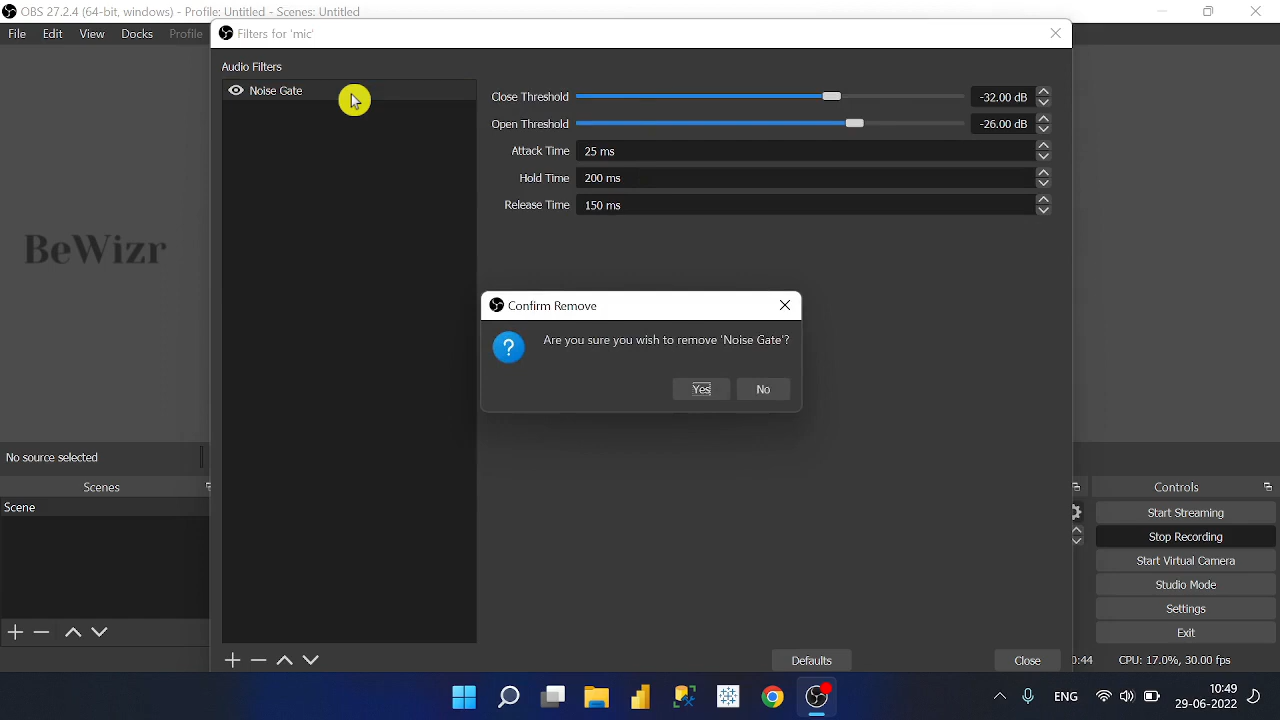 OBS 27.2.4 (64-bit, windows) - Profile: Untitled - Scenes: Untitled
File Edit View Docks Profile
Filters for 'mic'
Audio Filters
Noise Gate
Close Threshold -32.00 dB
Open Threshold -26.00 dB
Attack Time 25 ms
Hold Time 200 ms
Release Time 150 ms
BeWizr
Confirm Remove
Are you sure you wish to remove 'Noise Gate'?
Yes No
No source selected
Scenes
Scene
Controls
Start Streaming
Stop Recording
Start Virtual Camera
Studio Mode
Settings
Exit
Defaults Close
0:44 CPU: 17.0%, 30.00 fps
ENG
10:49
29-06-2022